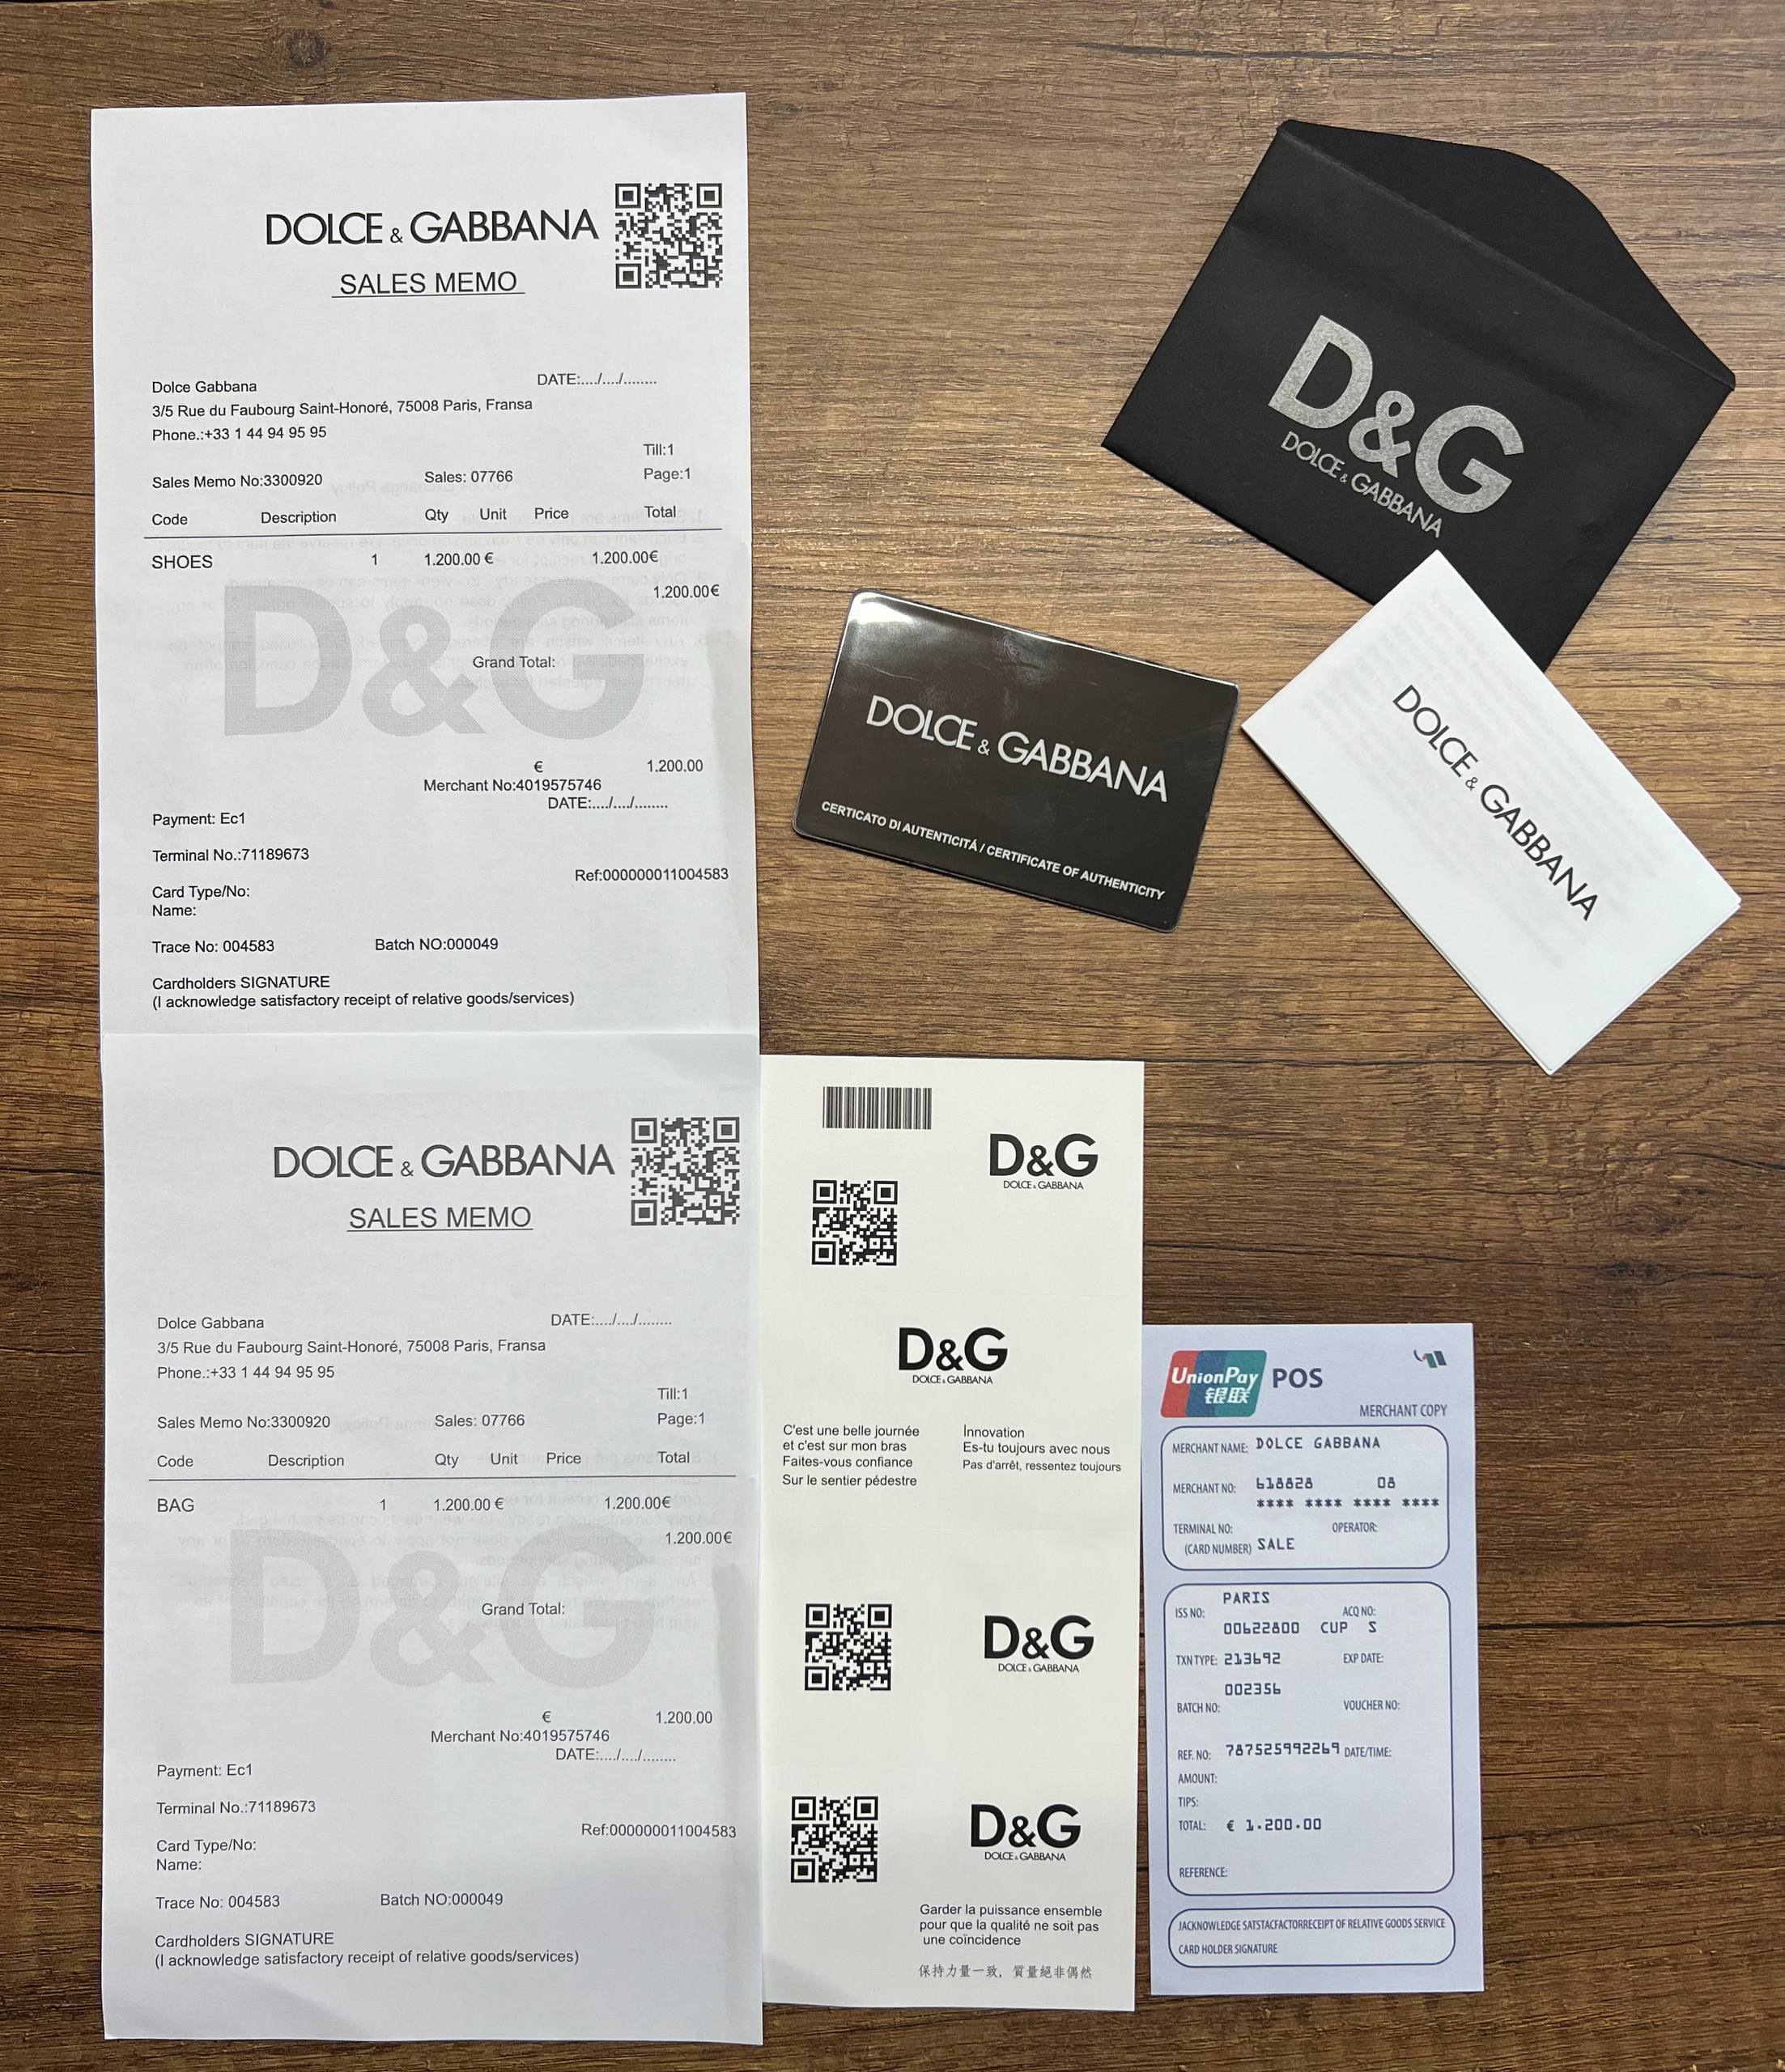 DOLCE & GABBANA
SALES MEMO
Dolce Gabbana
DATE:..../..../........
3/5 Rue du Faubourg Saint-Honoré, 75008 Paris, Fransa
Phone.:+33 1 44 94 95 95
Till:1
Sales Memo No:3300920 Sales: 07766 Page:1
Code Description Qty Unit Price Total
SHOES 1 1.200.00 € 1.200.00€
1.200.00€
D&G
Grand Total:
€ 1.200.00
Merchant No:4019575746
DATE:..../..../........
Payment: Ec1
Terminal No.:71189673
Ref:000000011004583
Card Type/No:
Name:
Trace No: 004583 Batch NO:000049
Cardholders SIGNATURE
(I acknowledge satisfactory receipt of relative goods/services)
DOLCE & GABBANA
SALES MEMO
Dolce Gabbana
DATE:..../..../........
3/5 Rue du Faubourg Saint-Honoré, 75008 Paris, Fransa
Phone.:+33 1 44 94 95 95
Till:1
Sales Memo No:3300920 Sales: 07766 Page:1
Code Description Qty Unit Price Total
BAG 1 1.200.00 € 1.200.00€
1.200.00€
D&G
Grand Total:
€ 1.200.00
Merchant No:4019575746
DATE:..../..../........
Payment: Ec1
Terminal No.:71189673
Ref:000000011004583
Card Type/No:
Name:
Trace No: 004583 Batch NO:000049
Cardholders SIGNATURE
(I acknowledge satisfactory receipt of relative goods/services)
D&G
DOLCE & GABBANA
DOLCE & GABBANA
CERTICATO DI AUTENTICITÁ / CERTIFICATE OF AUTHENTICITY
DOLCE & GABBANA
D&G
DOLCE & GABBANA
D&G
DOLCE & GABBANA
C'est une belle journée
et c'est sur mon bras
Faites-vous confiance
Sur le sentier pédestre
Innovation
Es-tu toujours avec nous
Pas d'arrêt, ressentez toujours
D&G
DOLCE & GABBANA
D&G
DOLCE & GABBANA
Garder la puissance ensemble
pour que la qualité ne soit pas
une coïncidence
保持力量一致，質量絕非偶然
UnionPay
银联
POS
MERCHANT COPY
MERCHANT NAME: DOLCE GABBANA
MERCHANT NO: 618828 08
**** **** **** ****
TERMINAL NO: OPERATOR:
(CARD NUMBER) SALE
PARIS
ISS NO: ACQ NO:
00622800 CUP S
TXN TYPE: 213692 EXP DATE:
002356
BATCH NO: VOUCHER NO:
REF. NO: 787525992269 DATE/TIME:
AMOUNT:
TIPS:
TOTAL: € 1.200.00
REFERENCE:
JACKNOWLEDGE SATSTACFACTORRECEIPT OF RELATIVE GOODS SERVICE
CARD HOLDER SIGNATURE